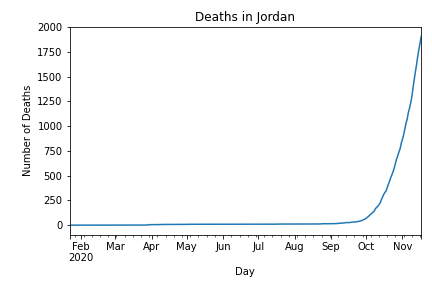 Deaths in Jordan
Number of Deaths
2000
1750
1500
1250
1000
750
500
250
0
Feb Mar Apr May Jun Jul Aug Sep Oct Nov
2020
Day